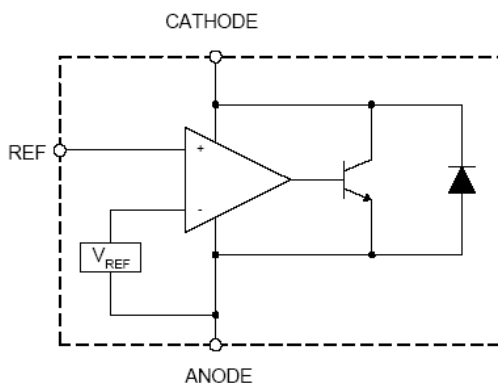 CATHODE
REF
+
-
VREF
ANODE